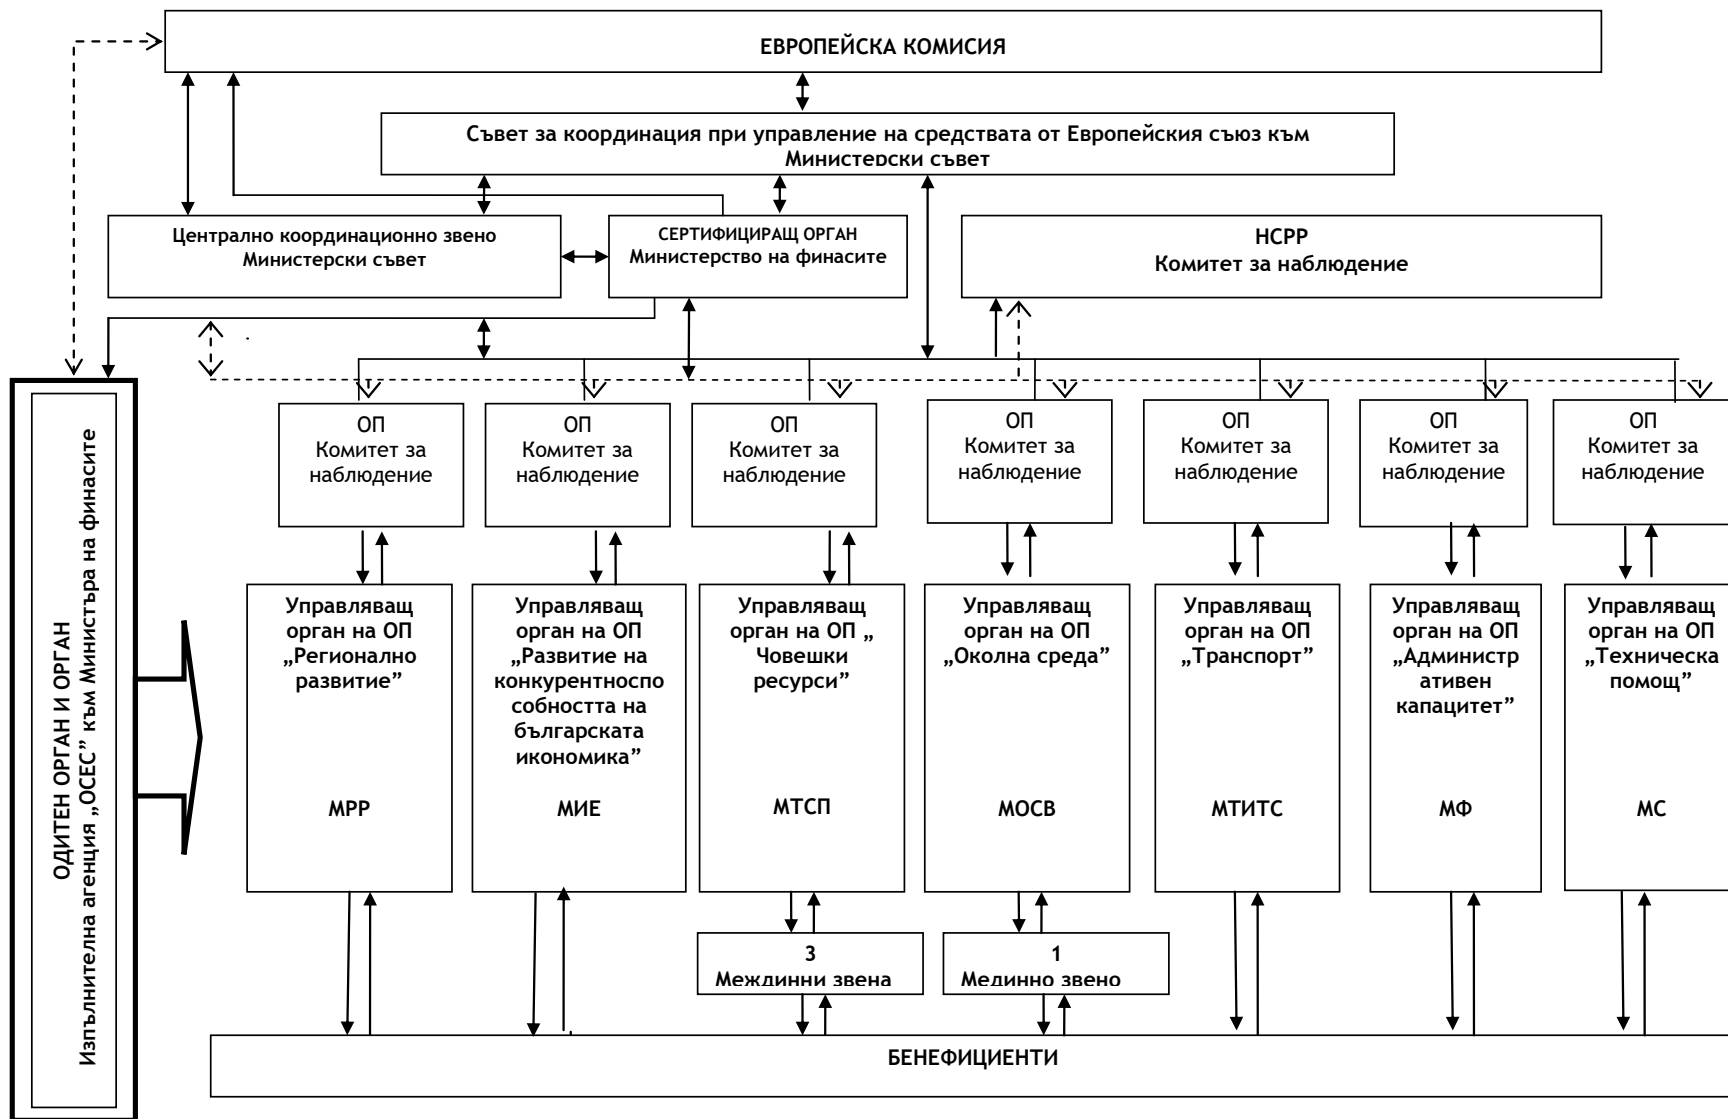 ЕВРОПЕЙСКА КОМИСИЯ
Съвет за координация при управление на средствата от Европейския съюз към
Министерски съвет
Централно координационно звено
Министерски съвет
СЕРТИФИЦИРАЩ ОРГАН
Министерство на финасите
НСРР
Комитет за наблюдение
ОДИТЕН ОРГАН И ОРГАН
Изпълнителна агенция „ОСЕС” към Министъра на финасите
ОП
Комитет за
наблюдение
ОП
Комитет за
наблюдение
ОП
Комитет за
наблюдение
ОП
Комитет за
наблюдение
ОП
Комитет за
наблюдение
ОП
Комитет за
наблюдение
ОП
Комитет за
наблюдение
Управляващ
орган на ОП
„Регионално
развитие”
МРР
Управляващ
орган на ОП
„Развитие на
конкурентноспо
собността на
българската
икономика”
МИЕ
Управляващ
орган на ОП „
Човешки
ресурси”
МТСП
Управляващ
орган на ОП
„Околна среда”
МОСВ
Управляващ
орган на ОП
„Транспорт”
МТИТС
Управляващ
орган на ОП
„Администр
ативен
капацитет”
МФ
Управляващ
орган на ОП
„Техническа
помощ”
МС
3
Междинни звена
1
Мединно звено
БЕНЕФИЦИЕНТИ